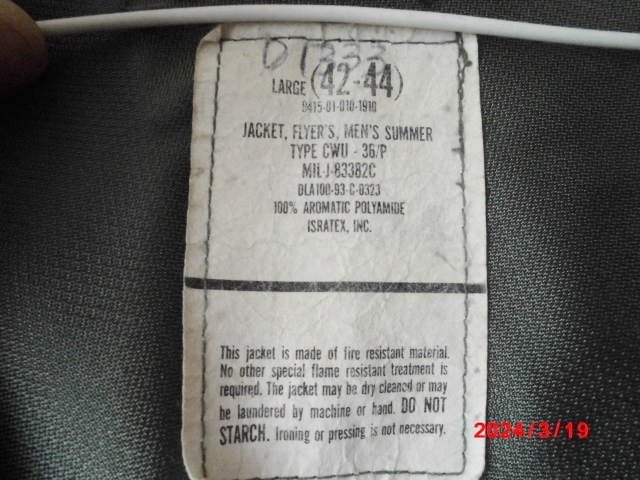 DT333
LARGE (42-44)
8415-01-010-1910
JACKET, FLYER'S, MEN'S SUMMER
TYPE CWU - 36/P
MIL-J-83382C
DLA100-93-C-0323
100% AROMATIC POLYAMIDE
ISRATEX, INC.
This jacket is made of fire resistant material.
No other special flame resistant treatment is
required. The jacket may be dry cleaned or may
be laundered by machine or hand. DO NOT
STARCH. Ironing or pressing is not necessary.
2024/3/19